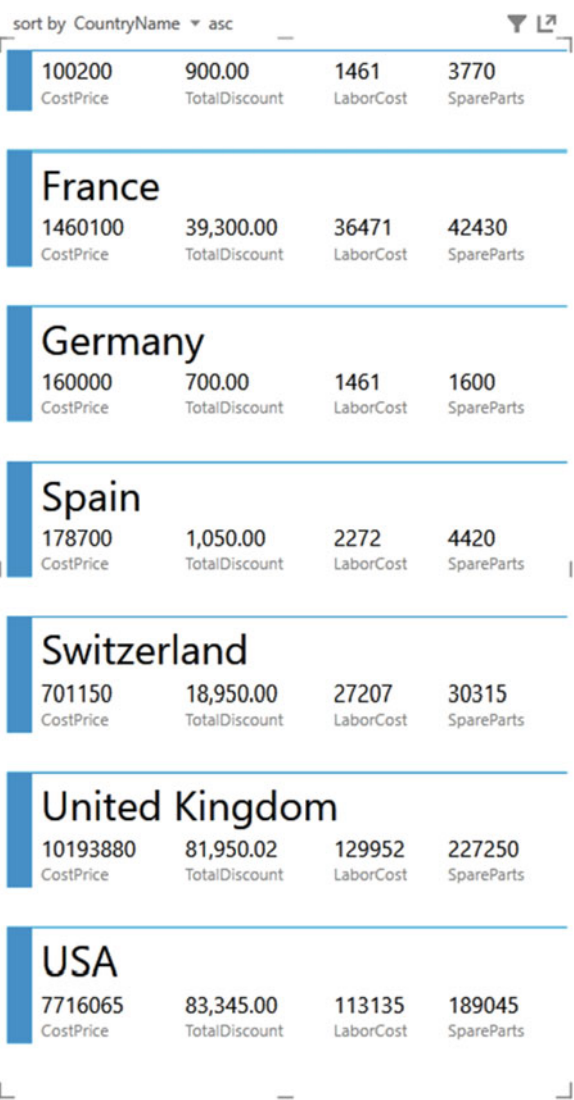 sort by CountryName ▼ asc
100200 900.00 1461 3770
CostPrice TotalDiscount LaborCost SpareParts
France
1460100 39,300.00 36471 42430
CostPrice TotalDiscount LaborCost SpareParts
Germany
160000 700.00 1461 1600
CostPrice TotalDiscount LaborCost SpareParts
Spain
178700 1,050.00 2272 4420
CostPrice TotalDiscount LaborCost SpareParts
Switzerland
701150 18,950.00 27207 30315
CostPrice TotalDiscount LaborCost SpareParts
United Kingdom
10193880 81,950.02 129952 227250
CostPrice TotalDiscount LaborCost SpareParts
USA
7716065 83,345.00 113135 189045
CostPrice TotalDiscount LaborCost SpareParts